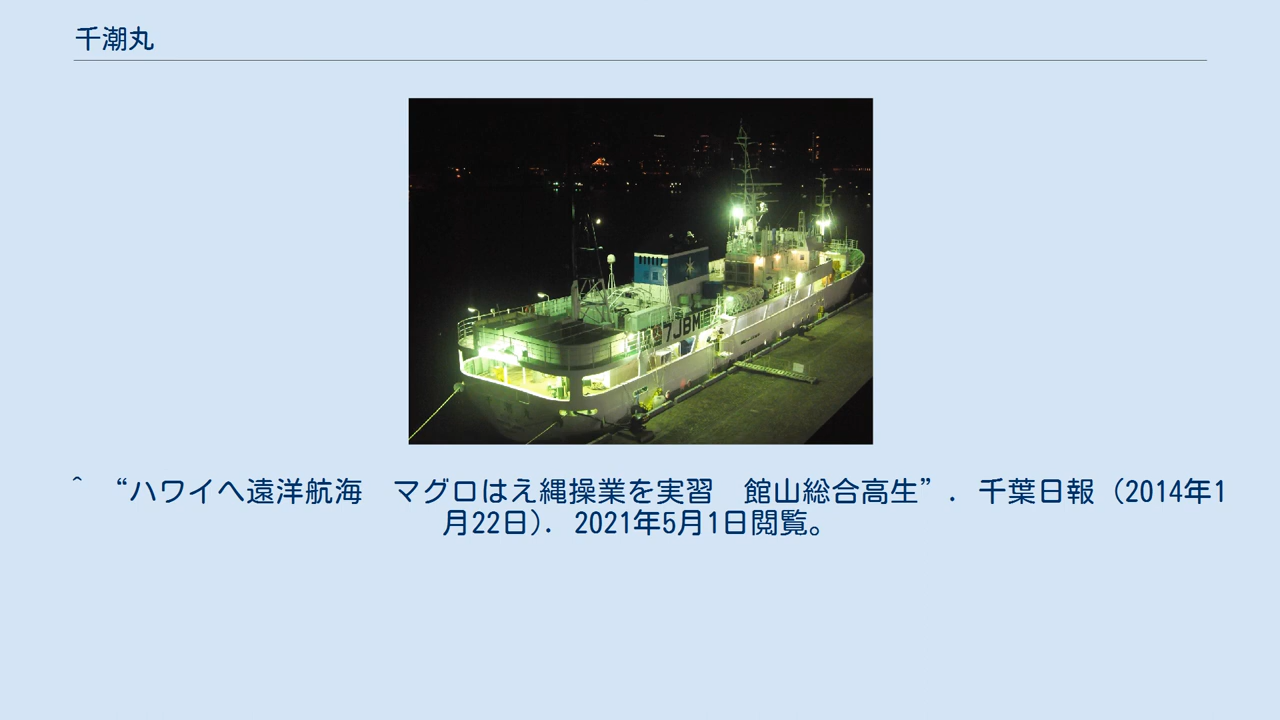 千潮丸
7JBM
^ “ハワイへ遠洋航海　マグロはえ縄操業を実習　館山総合高生”. 千葉日報 (2014年1
月22日). 2021年5月1日閲覧。